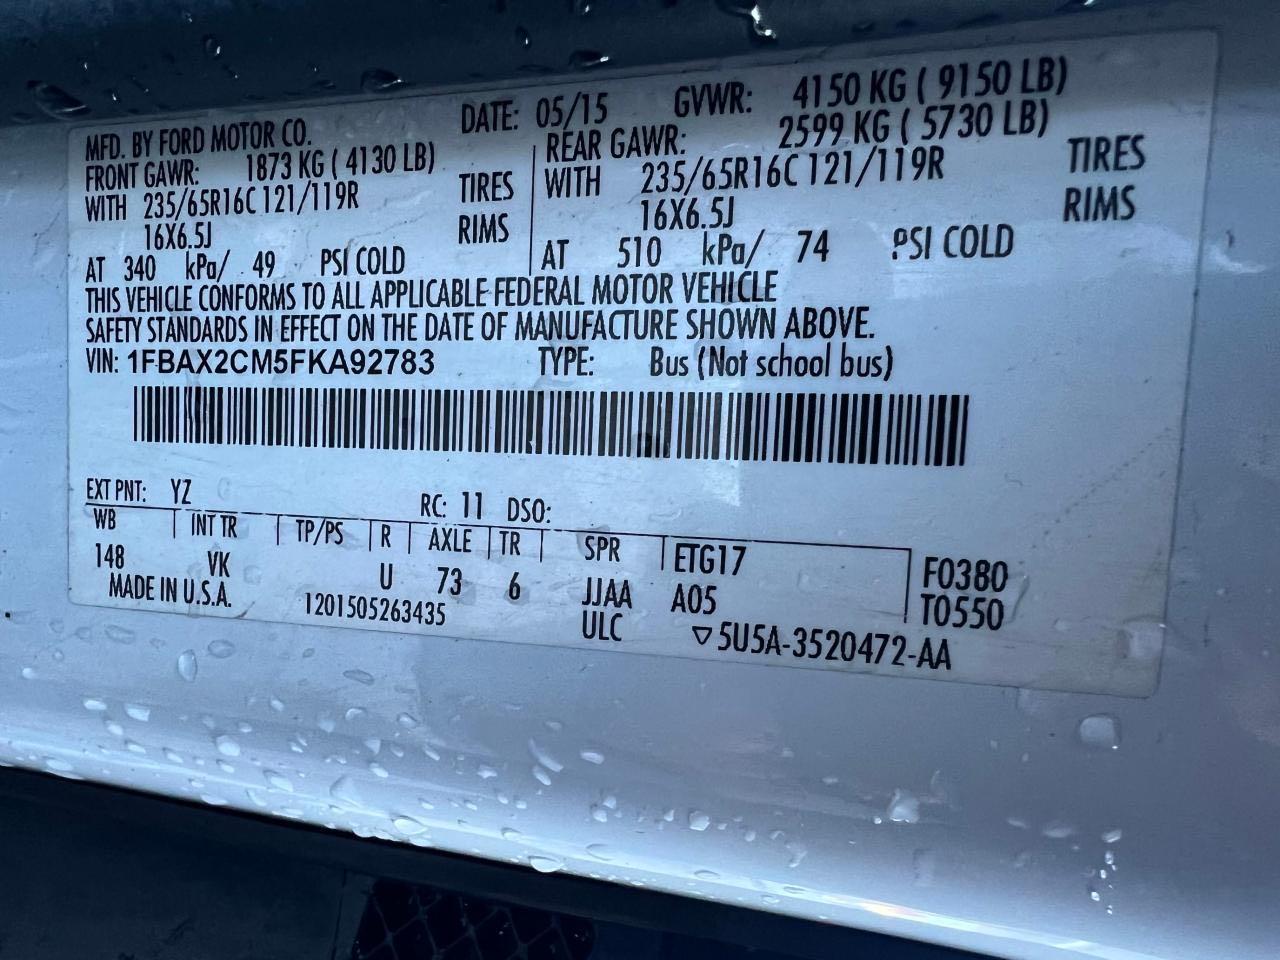 MFD. BY FORD MOTOR CO. DATE: 05/15 GVWR: 4150 KG ( 9150 LB)
FRONT GAWR: 1873 KG ( 4130 LB) REAR GAWR: 2599 KG ( 5730 LB)
WITH 235/65R16C 121/119R TIRES WITH 235/65R16C 121/119R TIRES
16X6.5J RIMS 16X6.5J RIMS
AT 340 kPa/ 49 PSI COLD AT 510 kPa/ 74 PSI COLD
THIS VEHICLE CONFORMS TO ALL APPLICABLE FEDERAL MOTOR VEHICLE
SAFETY STANDARDS IN EFFECT ON THE DATE OF MANUFACTURE SHOWN ABOVE.
VIN: 1FBAX2CM5FKA92783 TYPE: Bus (Not school bus)
EXT PNT: YZ RC: 11 DSO:
WB INT TR TP/PS R AXLE TR SPR ETG17 F0380
148 VK U 73 6 JJAA A05 T0550
MADE IN U.S.A. 1201505263435 ULC ▽5U5A-3520472-AA